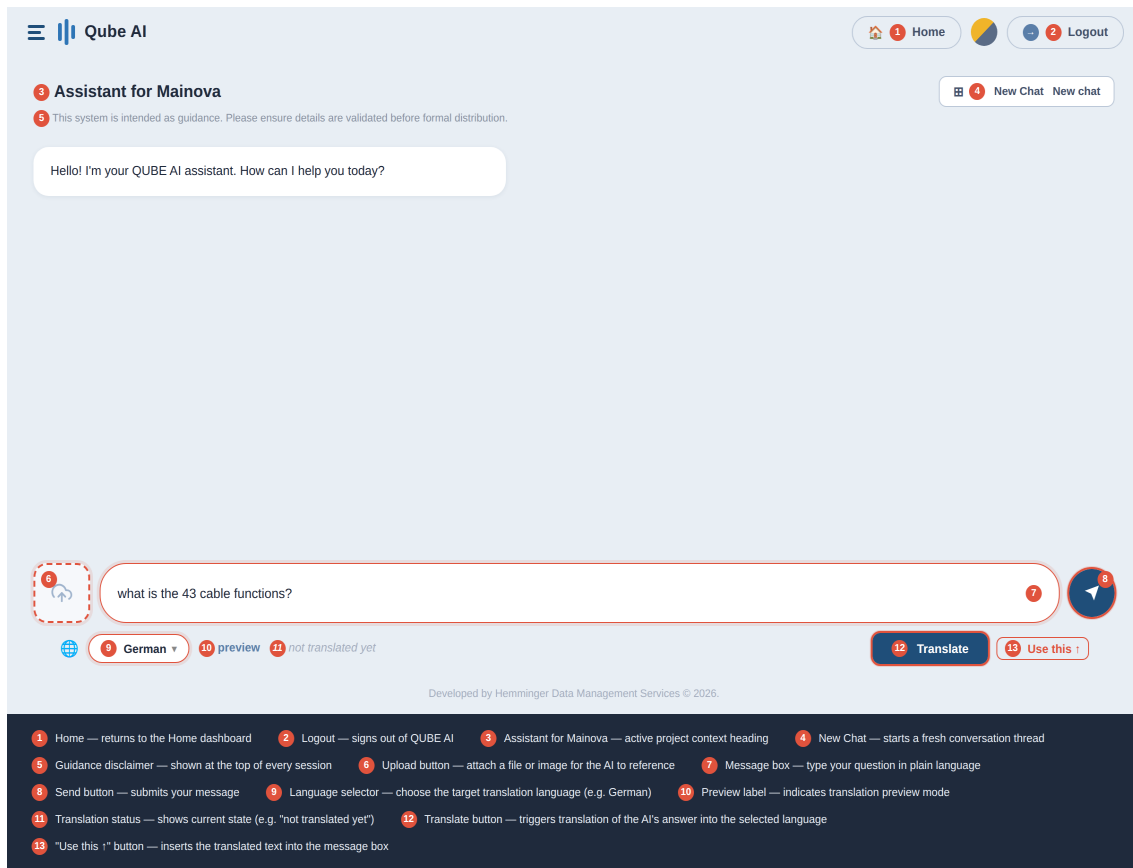 Qube AI
1 Home
→ 2 Logout
3 Assistant for Mainova
4 New Chat New chat
5 This system is intended as guidance. Please ensure details are validated before formal distribution.
Hello! I'm your QUBE AI assistant. How can I help you today?
6
what is the 43 cable functions? 7
8
9 German ▾ 10 preview 11 not translated yet
12 Translate 13 Use this ↑
Developed by Hemminger Data Management Services © 2026.
1 Home — returns to the Home dashboard 2 Logout — signs out of QUBE AI 3 Assistant for Mainova — active project context heading 4 New Chat — starts a fresh conversation thread
5 Guidance disclaimer — shown at the top of every session 6 Upload button — attach a file or image for the AI to reference 7 Message box — type your question in plain language
8 Send button — submits your message 9 Language selector — choose the target translation language (e.g. German) 10 Preview label — indicates translation preview mode
11 Translation status — shows current state (e.g. "not translated yet") 12 Translate button — triggers translation of the AI's answer into the selected language
13 "Use this ↑" button — inserts the translated text into the message box